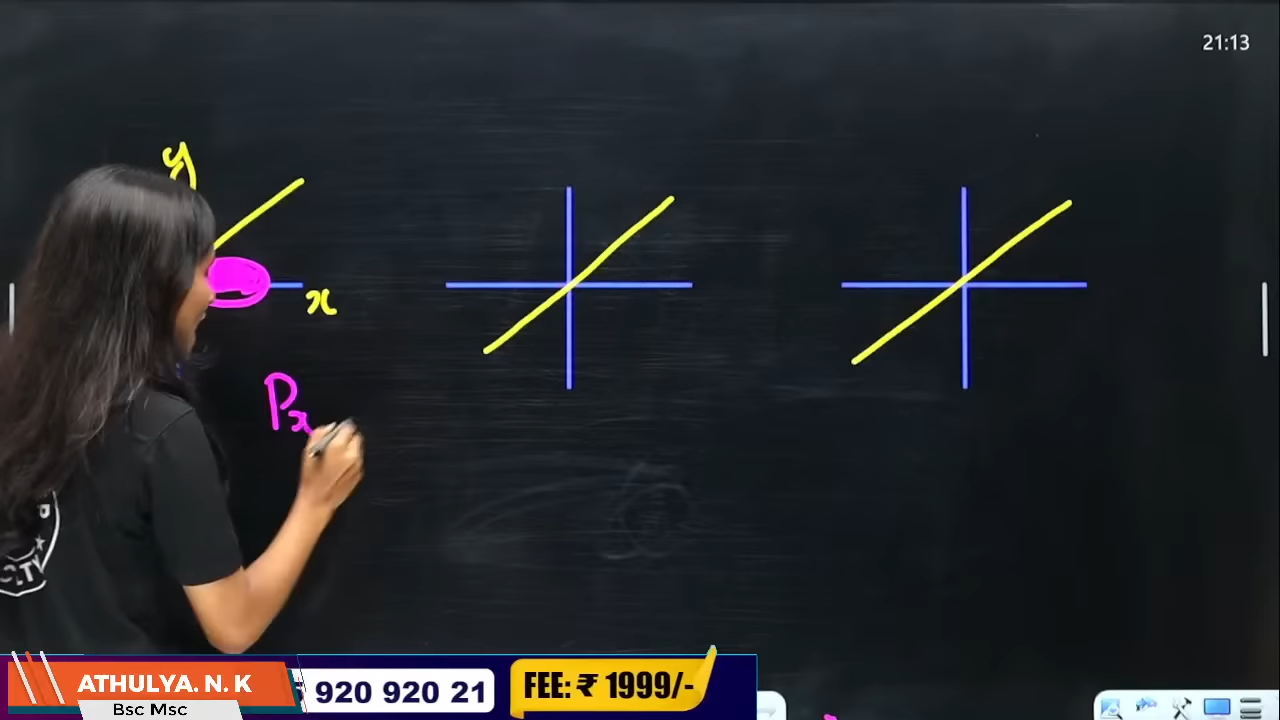 21:13
y
x
Px
920 920 21
FEE: ₹ 1999/-
ATHULYA. N. K
Bsc Msc